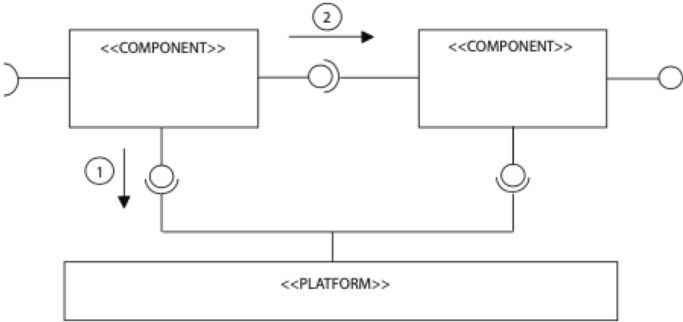 2
<<COMPONENT>>
<<COMPONENT>>
1
<<PLATFORM>>